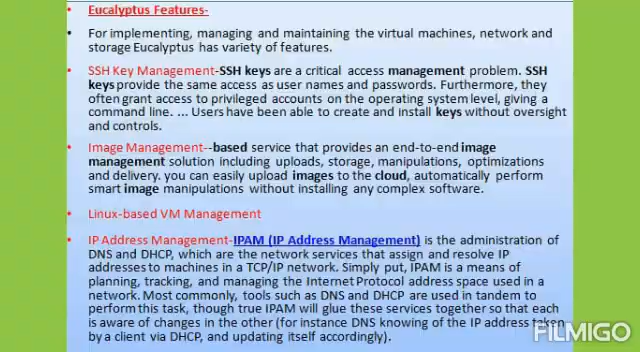 Eucalyptus Features-
For implementing, managing and maintaining the virtual machines, network and
storage Eucalyptus has variety of features.
SSH Key Management-SSH keys are a critical access management problem. SSH
keys provide the same access as user names and passwords. Furthermore, they
often grant access to privileged accounts on the operating system level, giving a
command line. ... Users have been able to create and install keys without oversight
and controls.
Image Management--based service that provides an end-to-end image
management solution including uploads, storage, manipulations, optimizations
and delivery. you can easily upload images to the cloud, automatically perform
smart image manipulations without installing any complex software.
Linux-based VM Management
IP Address Management-IPAM (IP Address Management) is the administration of
DNS and DHCP, which are the network services that assign and resolve IP
addresses to machines in a TCP/IP network. Simply put, IPAM is a means of
planning, tracking, and managing the Internet Protocol address space used in a
network. Most commonly, tools such as DNS and DHCP are used in tandem to
perform this task, though true IPAM will glue these services together so that each
is aware of changes in the other (for instance DNS knowing of the IP address taken
by a client via DHCP, and updating itself accordingly).
FILMIGO